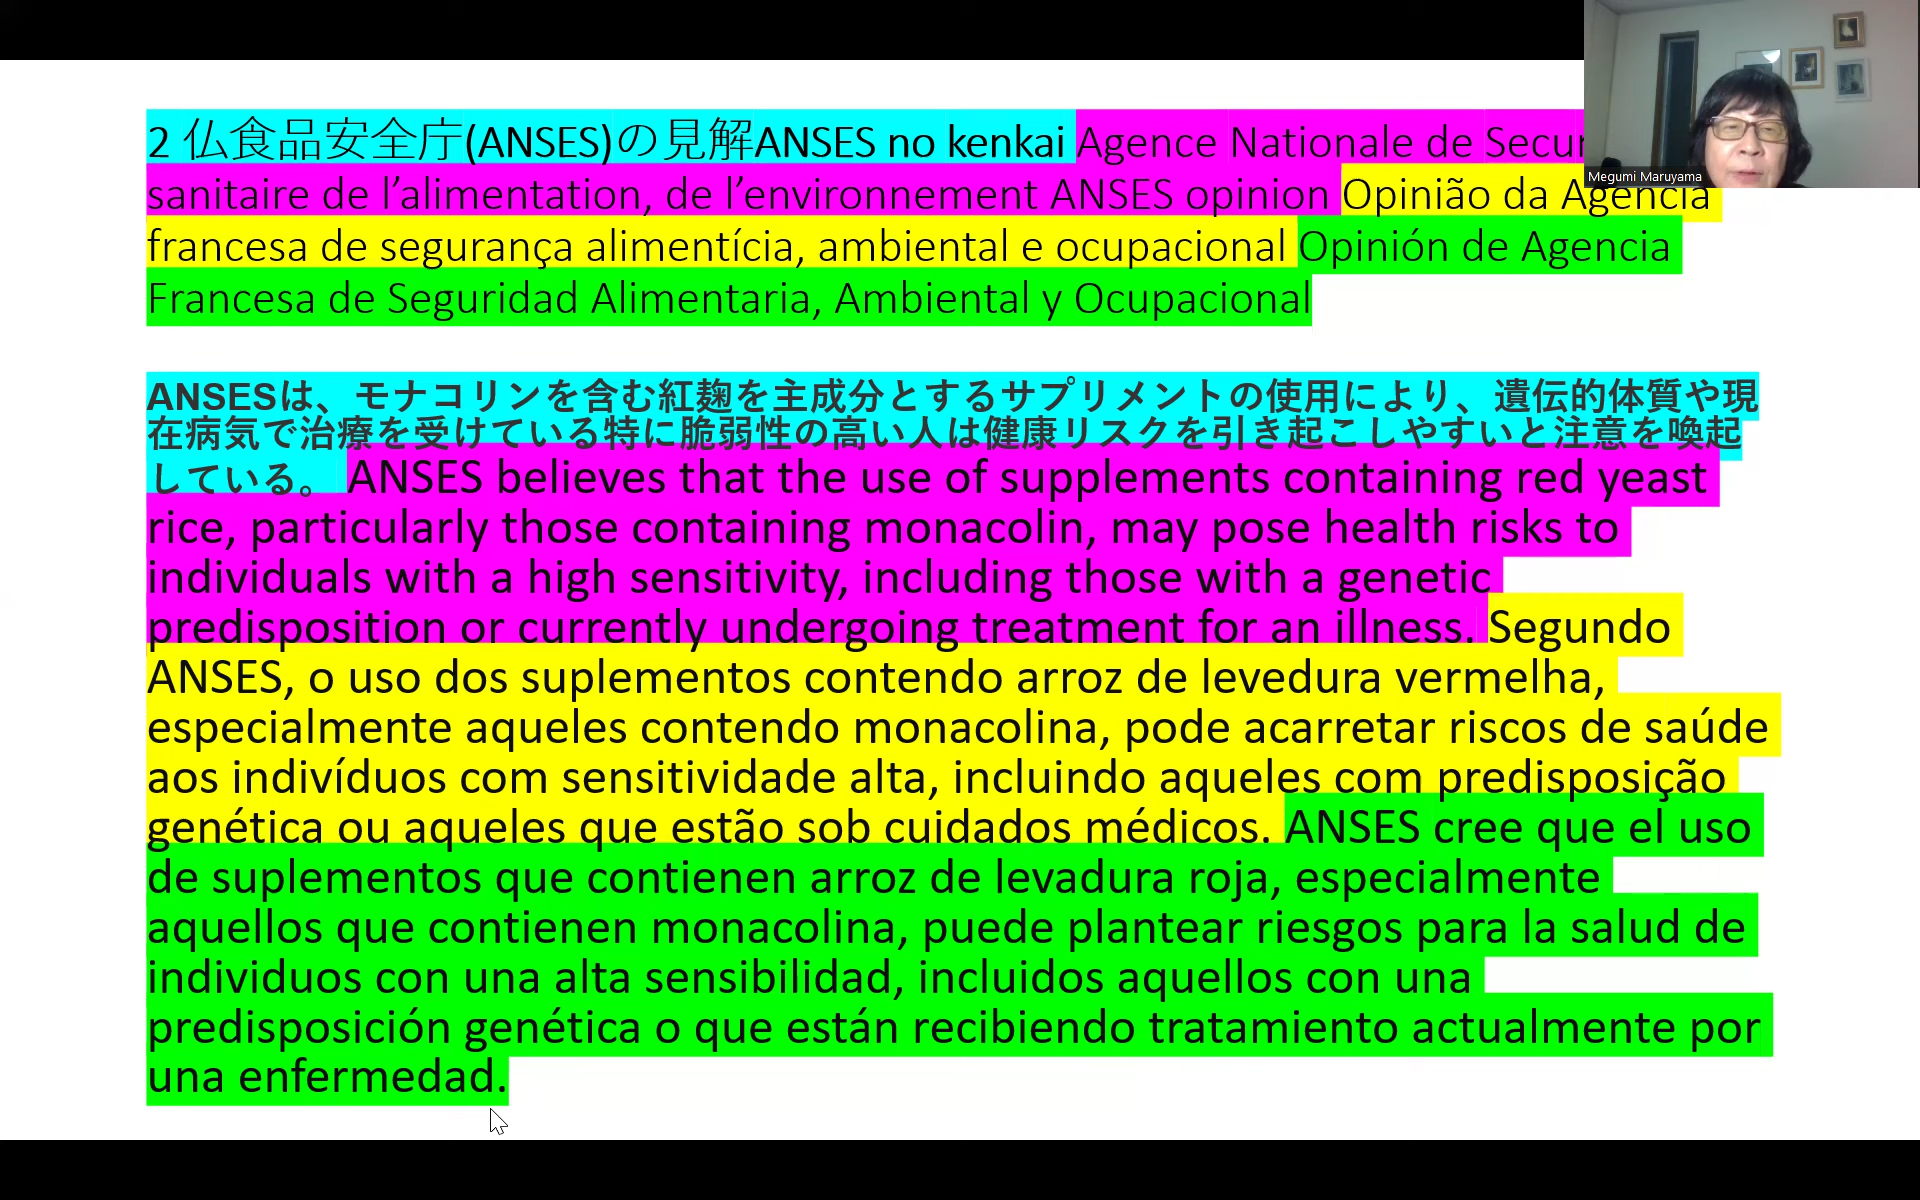 2 仏食品安全庁(ANSES)の見解ANSES no kenkai Agence Nationale de Secur
sanitaire de l’alimentation, de l’environnement ANSES opinion Opinião da Agência
francesa de segurança alimentícia, ambiental e ocupacional Opinión de Agencia
Francesa de Seguridad Alimentaria, Ambiental y Ocupacional
ANSESは、モナコリンを含む紅麹を主成分とするサプリメントの使用により、遺伝的体質や現
在病気で治療を受けている特に脆弱性の高い人は健康リスクを引き起こしやすいと注意を喚起
している。 ANSES believes that the use of supplements containing red yeast
rice, particularly those containing monacolin, may pose health risks to
individuals with a high sensitivity, including those with a genetic
predisposition or currently undergoing treatment for an illness. Segundo
ANSES, o uso dos suplementos contendo arroz de levedura vermelha,
especialmente aqueles contendo monacolina, pode acarretar riscos de saúde
aos indivíduos com sensitividade alta, incluindo aqueles com predisposição
genética ou aqueles que estão sob cuidados médicos. ANSES cree que el uso
de suplementos que contienen arroz de levadura roja, especialmente
aquellos que contienen monacolina, puede plantear riesgos para la salud de
individuos con una alta sensibilidad, incluidos aquellos con una
predisposición genética o que están recibiendo tratamiento actualmente por
una enfermedad.
Megumi Maruyama